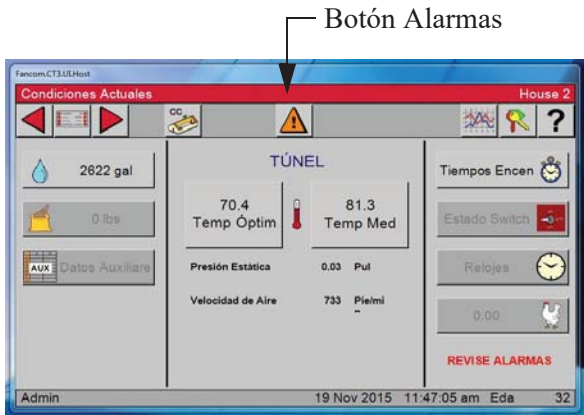 Botón Alarmas
Fancom.CT3.UI.Host
Condiciones Actuales
House 2
CC
?
2622 gal
0 lbs
AUX Datos Auxiliare
TÚNEL
70.4
Temp Óptim
81.3
Temp Med
Presión Estática 0.03 Pul
Velocidad de Aire 733 Pie/mi
Tiempos Encen
Estado Switch
Relojes
0.00
REVISE ALARMAS
Admin
19 Nov 2015 11:47:05 am Eda 32